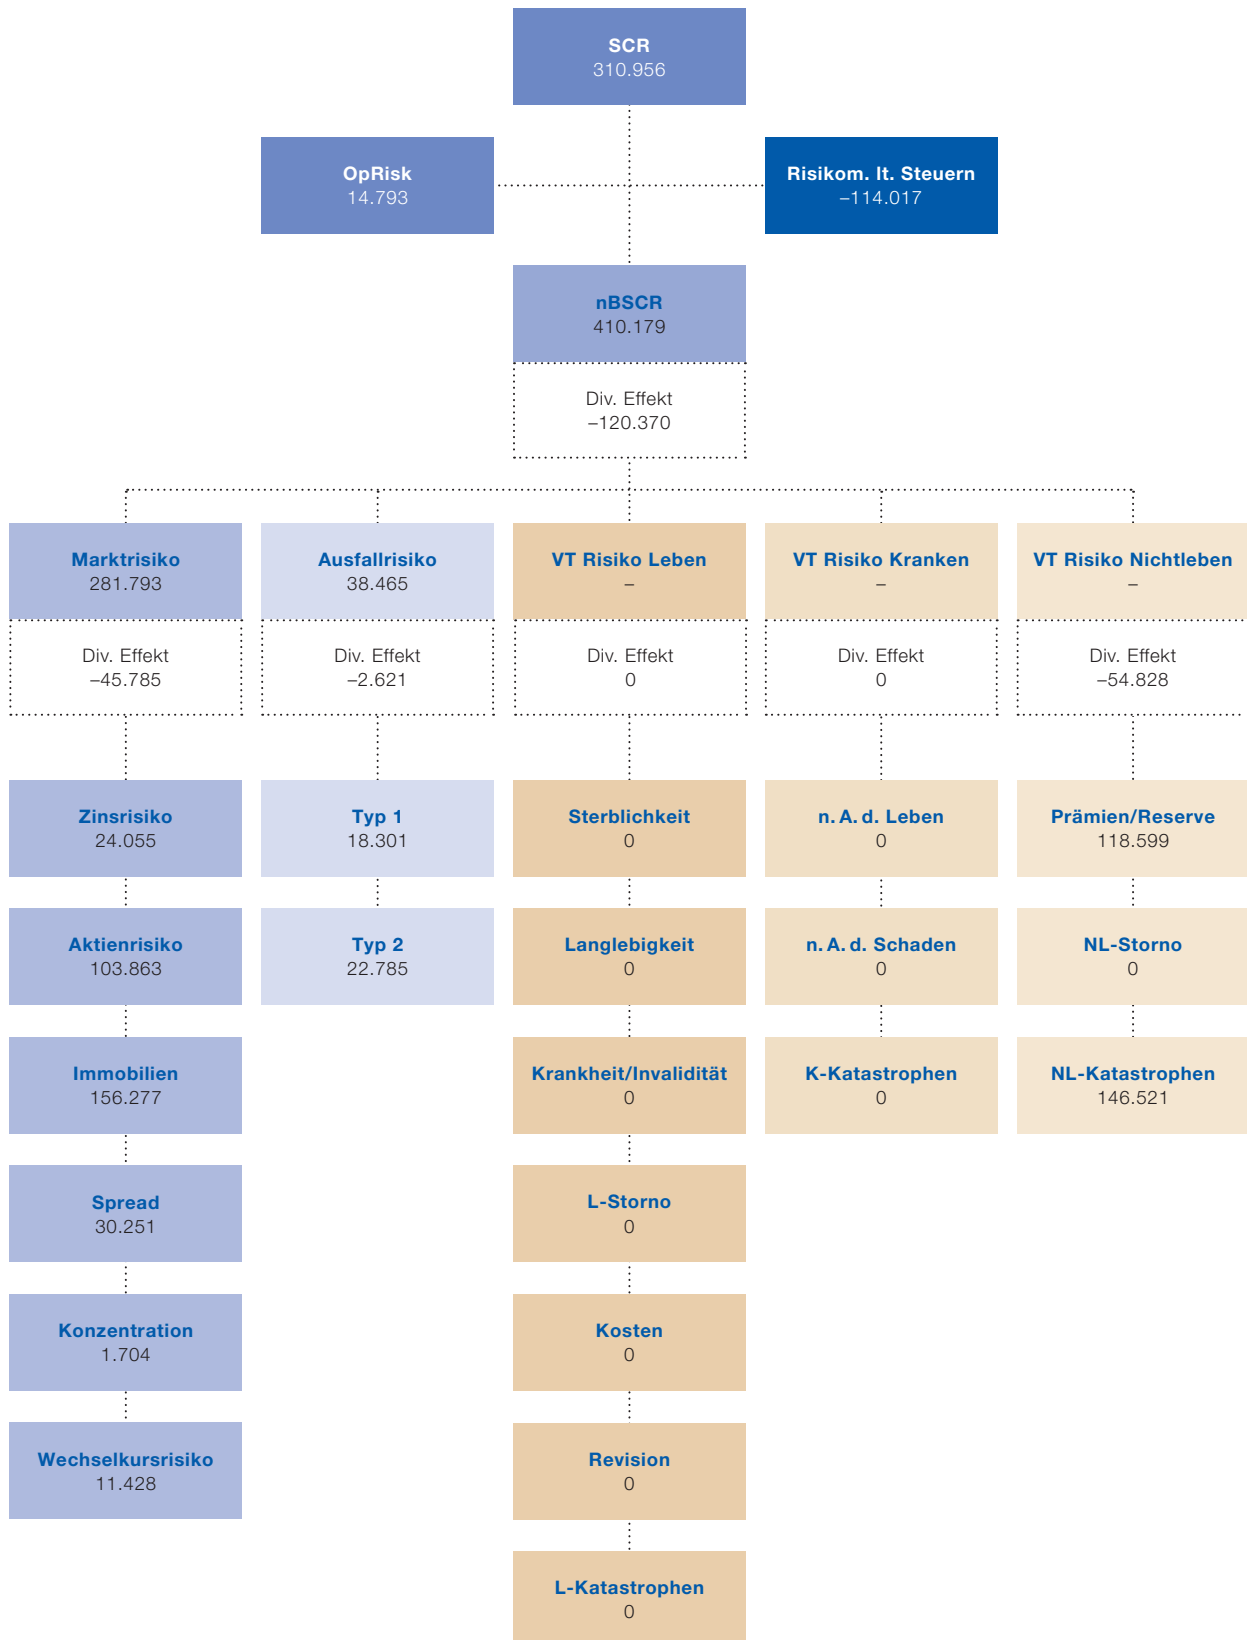 SCR
310.956
OpRisk
14.793
Risikom. lt. Steuern
–114.017
nBSCR
410.179
Div. Effekt
–120.370
Marktrisiko
281.793
Ausfallrisiko
38.465
VT Risiko Leben
–
VT Risiko Kranken
–
VT Risiko Nichtleben
–
Div. Effekt
–45.785
Div. Effekt
–2.621
Div. Effekt
0
Div. Effekt
0
Div. Effekt
–54.828
Zinsrisiko
24.055
Typ 1
18.301
Sterblichkeit
0
n. A. d. Leben
0
Prämien/Reserve
118.599
Aktienrisiko
103.863
Typ 2
22.785
Langlebigkeit
0
n. A. d. Schaden
0
NL-Storno
0
Immobilien
156.277
Krankheit/Invalidität
0
K-Katastrophen
0
NL-Katastrophen
146.521
Spread
30.251
L-Storno
0
Konzentration
1.704
Kosten
0
Wechselkursrisiko
11.428
Revision
0
L-Katastrophen
0